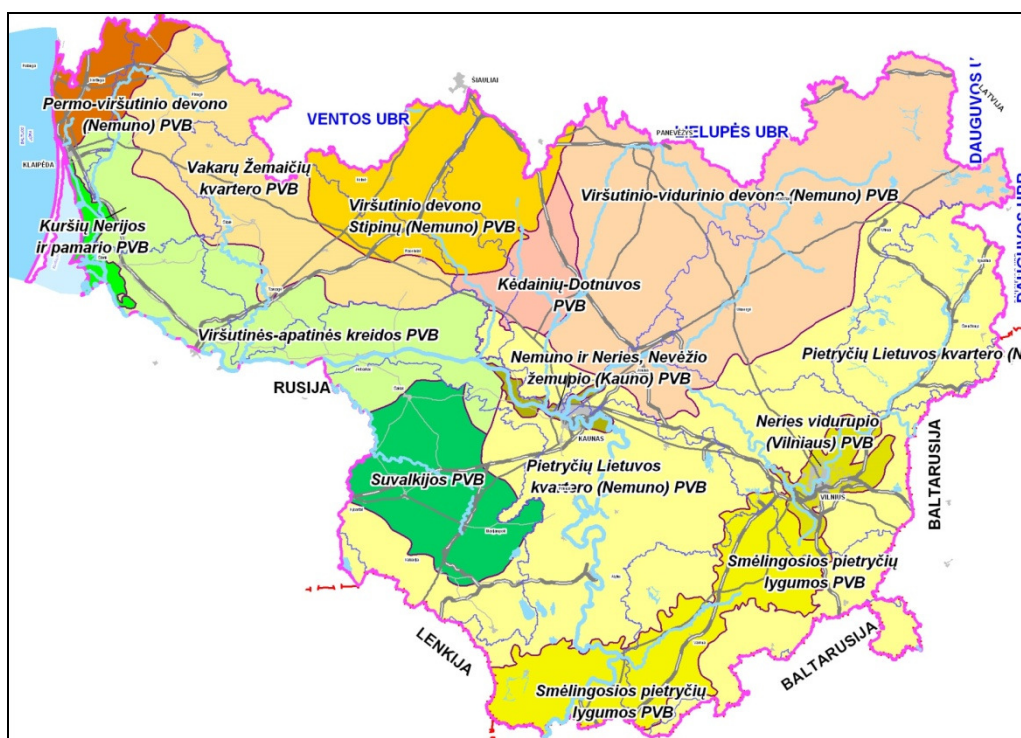 ŠIAULIAI
Permo-viršutinio devono
(Nemuno) PVB
VENTOS UBR
LIELUPĖS UBR
PANEVĖŽYS
LATVIJA
KLAIPĖDA
Vakarų Žemaičių
kvartero PVB
Viršutinio devono
Stipinų (Nemuno) PVB
Viršutinio-vidurinio devono (Nemuno) PVB
Kuršių Nerijos
ir pamario PVB
DAUGUVOS UBR
Kėdainių-Dotnuvos
PVB
Viršutinės-apatinės kreidos PVB
Nemuno ir Neries, Nevėžio
žemupio (Kauno) PVB
Pietryčių Lietuvos kvartero (N
RUSIJA
KAUNAS
Neries vidurupio
(Vilniaus) PVB
BALTARUSIJA
Suvalkijos PVB
Pietryčių Lietuvos
kvartero (Nemuno) PVB
VILNIUS
Smėlingosios pietryčių
lygumos PVB
LENKIJA
BALTARUSIJA
Smėlingosios pietryčių
lygumos PVB